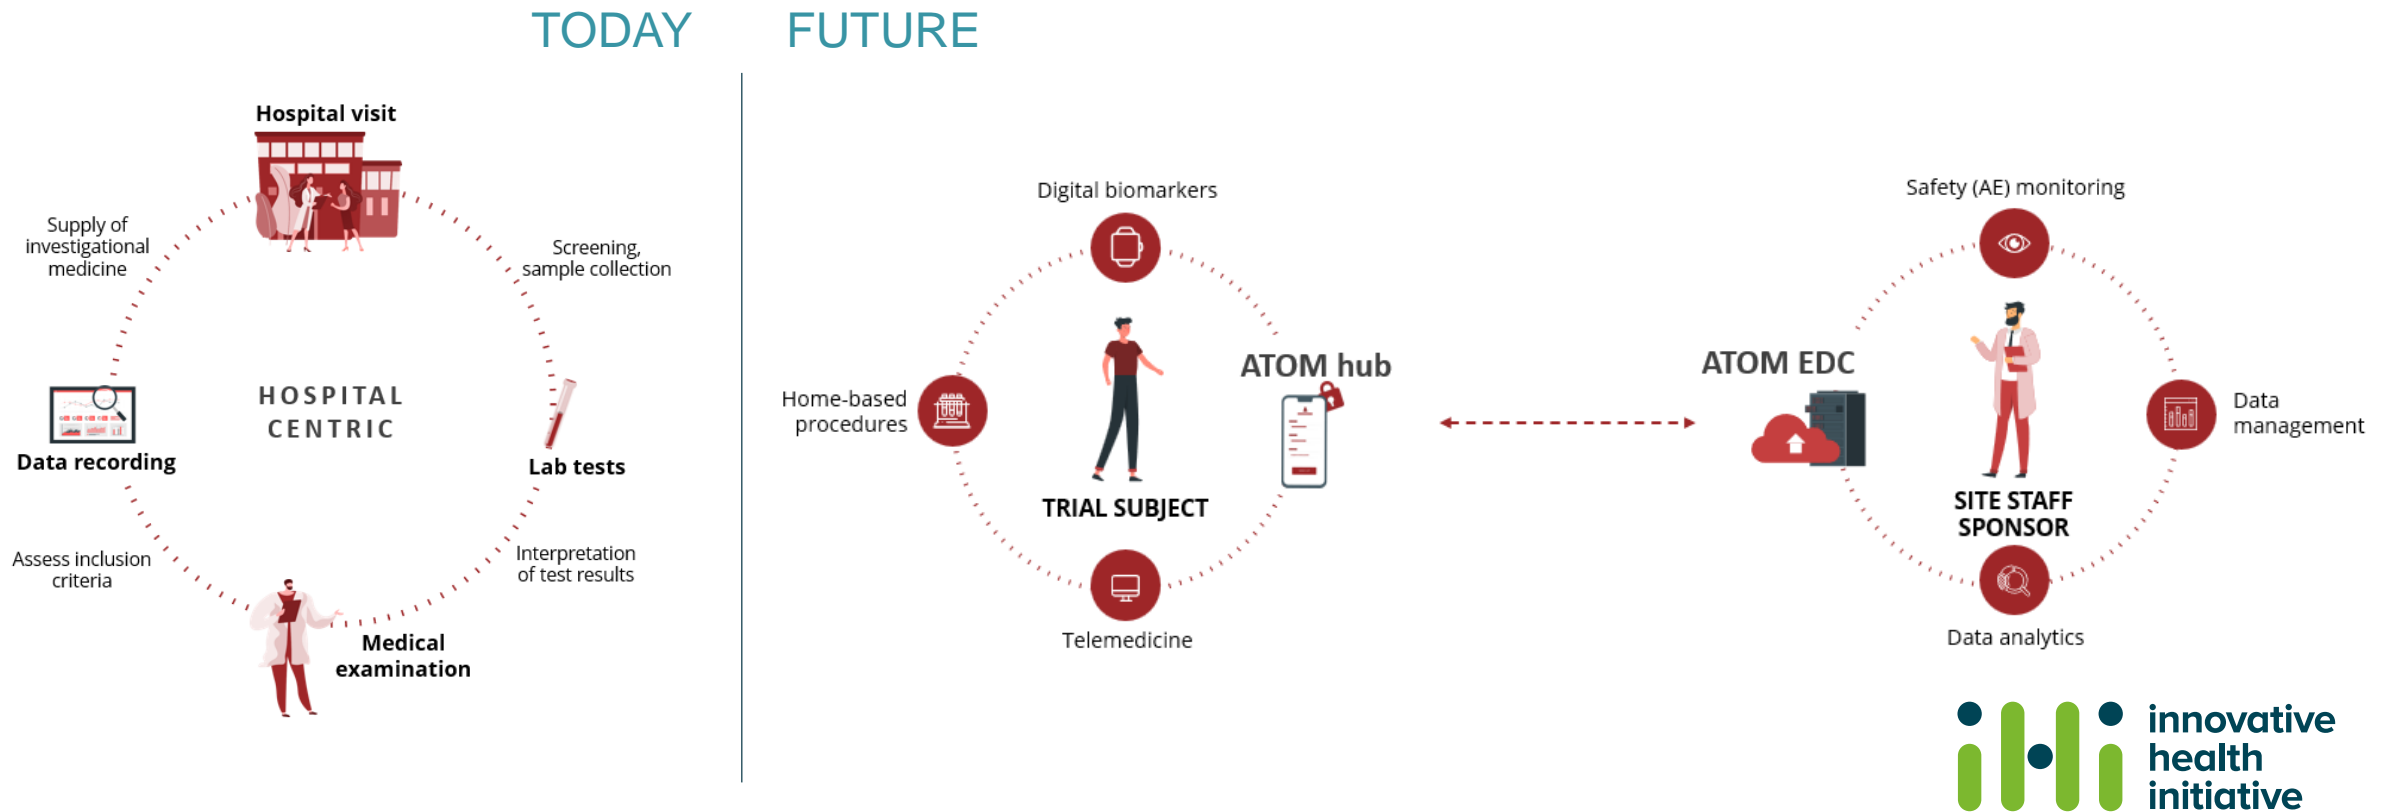 TODAY
FUTURE
Hospital visit
Supply of
investigational
medicine
Screening,
sample collection
HOSPITAL
CENTRIC
Data recording
Lab tests
Assess inclusion
criteria
Interpretation
of test results
Medical
examination
Digital biomarkers
Home-based
procedures
ATOM hub
TRIAL SUBJECT
Telemedicine
Safety (AE) monitoring
ATOM EDC
Data
management
SITE STAFF
SPONSOR
Data analytics
iHi
innovative
health
initiative